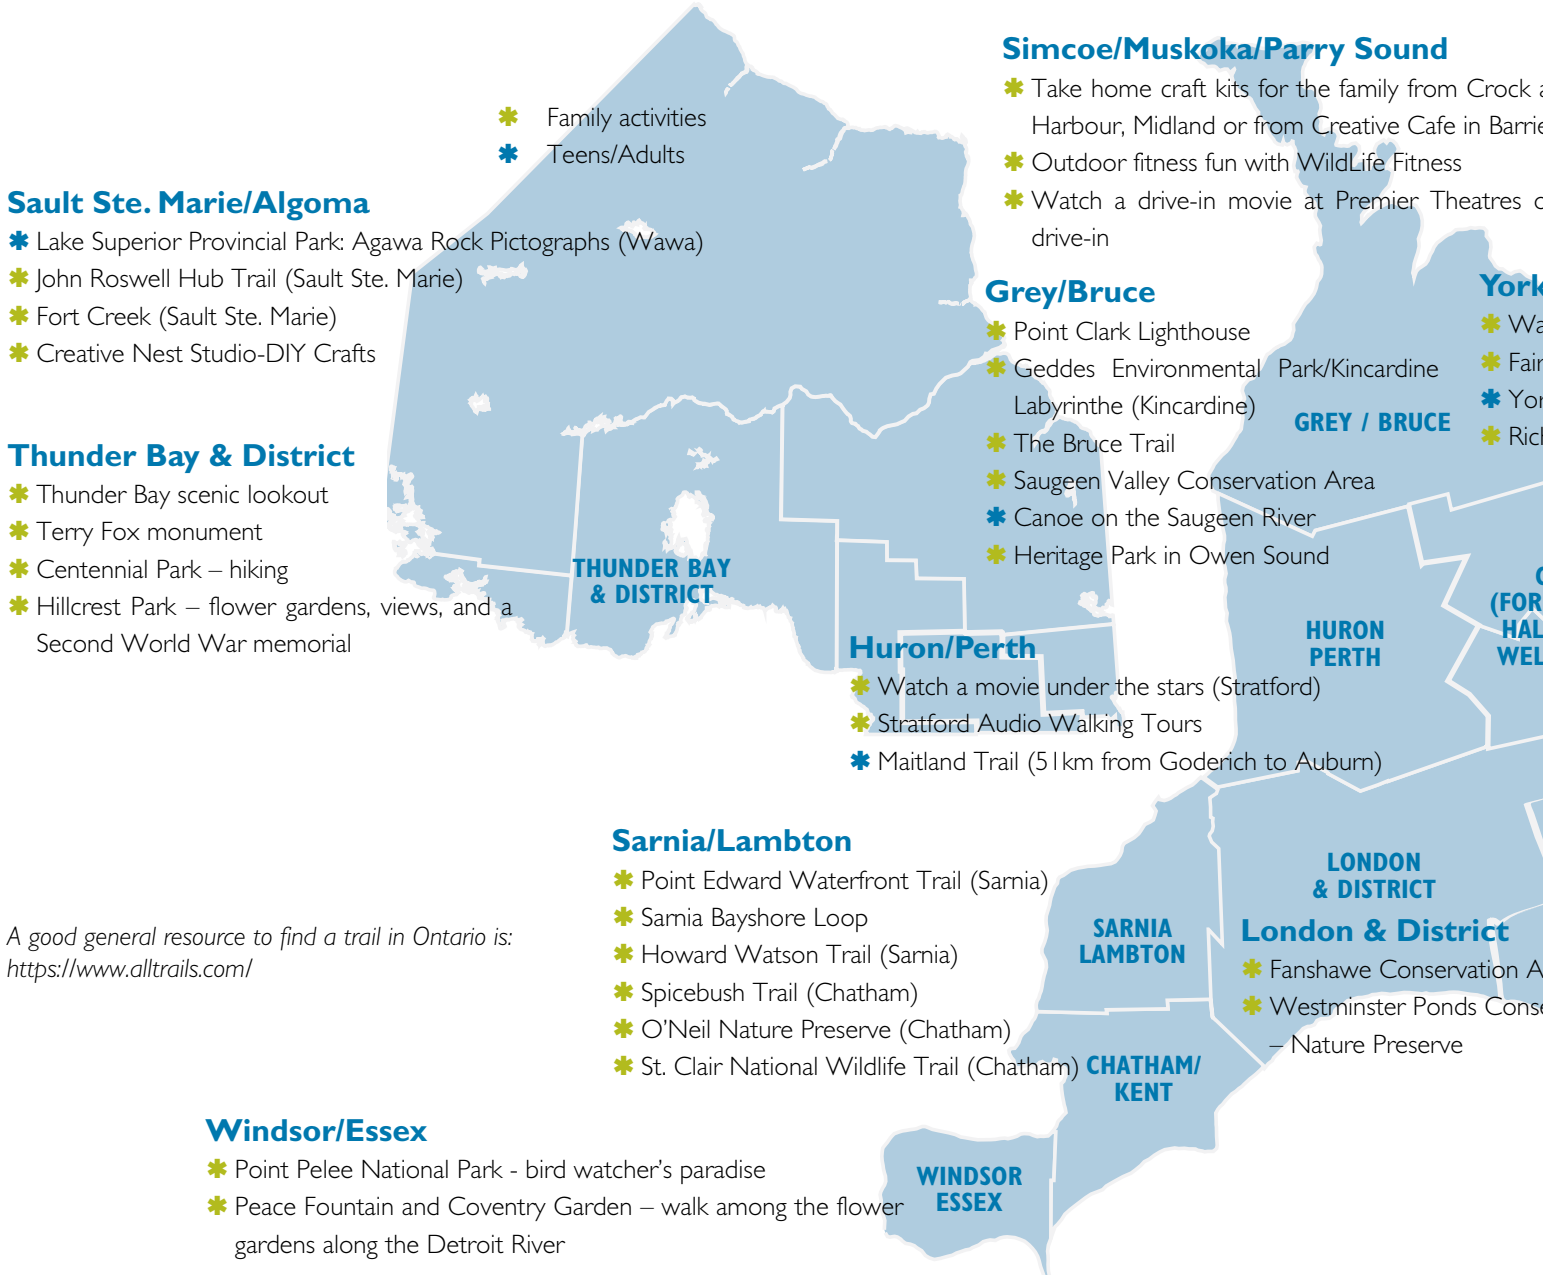 ✱ Family activities
✱ Teens/Adults
Sault Ste. Marie/Algoma
✱ Lake Superior Provincial Park: Agawa Rock Pictographs (Wawa)
✱ John Roswell Hub Trail (Sault Ste. Marie)
✱ Fort Creek (Sault Ste. Marie)
✱ Creative Nest Studio-DIY Crafts
Thunder Bay & District
✱ Thunder Bay scenic lookout
✱ Terry Fox monument
✱ Centennial Park – hiking
✱ Hillcrest Park – flower gardens, views, and a
Second World War memorial
THUNDER BAY
& DISTRICT
Simcoe/Muskoka/Parry Sound
✱ Take home craft kits for the family from Crock
Harbour, Midland or from Creative Cafe in Barrie
✱ Outdoor fitness fun with WildLife Fitness
✱ Watch a drive-in movie at Premier Theatres
drive-in
Grey/Bruce
✱ Point Clark Lighthouse
✱ Geddes Environmental Park/Kincardine
Labyrinthe (Kincardine)
✱ The Bruce Trail
✱ Saugeen Valley Conservation Area
✱ Canoe on the Saugeen River
✱ Heritage Park in Owen Sound
GREY / BRUCE
York
✱
✱
✱
✱
Huron/Perth
✱ Watch a movie under the stars (Stratford)
✱ Stratford Audio Walking Tours
✱ Maitland Trail (51km from Goderich to Auburn)
HURON
PERTH
Sarnia/Lambton
✱ Point Edward Waterfront Trail (Sarnia)
✱ Sarnia Bayshore Loop
✱ Howard Watson Trail (Sarnia)
✱ Spicebush Trail (Chatham)
✱ O'Neil Nature Preserve (Chatham)
✱ St. Clair National Wildlife Trail (Chatham)
SARNIA
LAMBTON
CHATHAM/
KENT
LONDON
& DISTRICT
London & District
✱ Fanshawe Conservation
✱ Westminster Ponds
– Nature Preserve
A good general resource to find a trail in Ontario is:
https://www.alltrails.com/
Windsor/Essex
✱ Point Pelee National Park - bird watcher's paradise
✱ Peace Fountain and Coventry Garden – walk among the flower
gardens along the Detroit River
WINDSOR
ESSEX